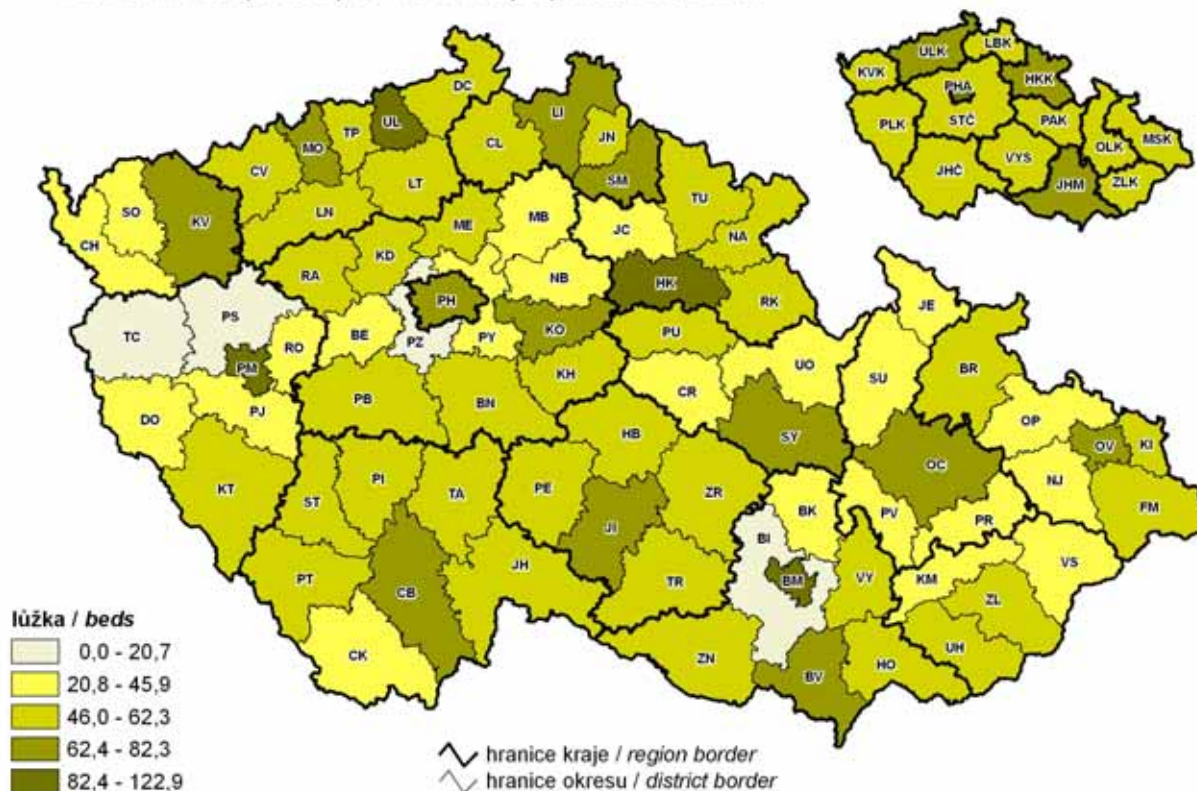 DC
UL
LI
TP
MO
JN
CL
CV
SM
LT
TU
SO
KV
LN
MB
ME
JC
NA
CH
KD
RA
NB
HK
PH
RK
JE
TC
PS
BE
KO
RO
PZ
PY
PU
PM
UO
SU
BR
KH
CR
PB
BN
DO
PJ
OP
HB
SY
OV
KI
OC
KT
PI
TA
PE
ZR
NJ
ST
BK
FM
JI
PV
PR
BI
JH
VS
PT
TR
BM
VY
KM
CB
ZL
CK
ZN
HO
UH
BV
ULK
LBK
KVK
HKK
PHA
STČ
PLK
PAK
MSK
OLK
VYS
JHČ
ZLK
JHM
lůžka / beds
0,0 - 20,7
20,8 - 45,9
46,0 - 62,3
62,4 - 82,3
82,4 - 122,9
hranice kraje / region border
hranice okresu / district border